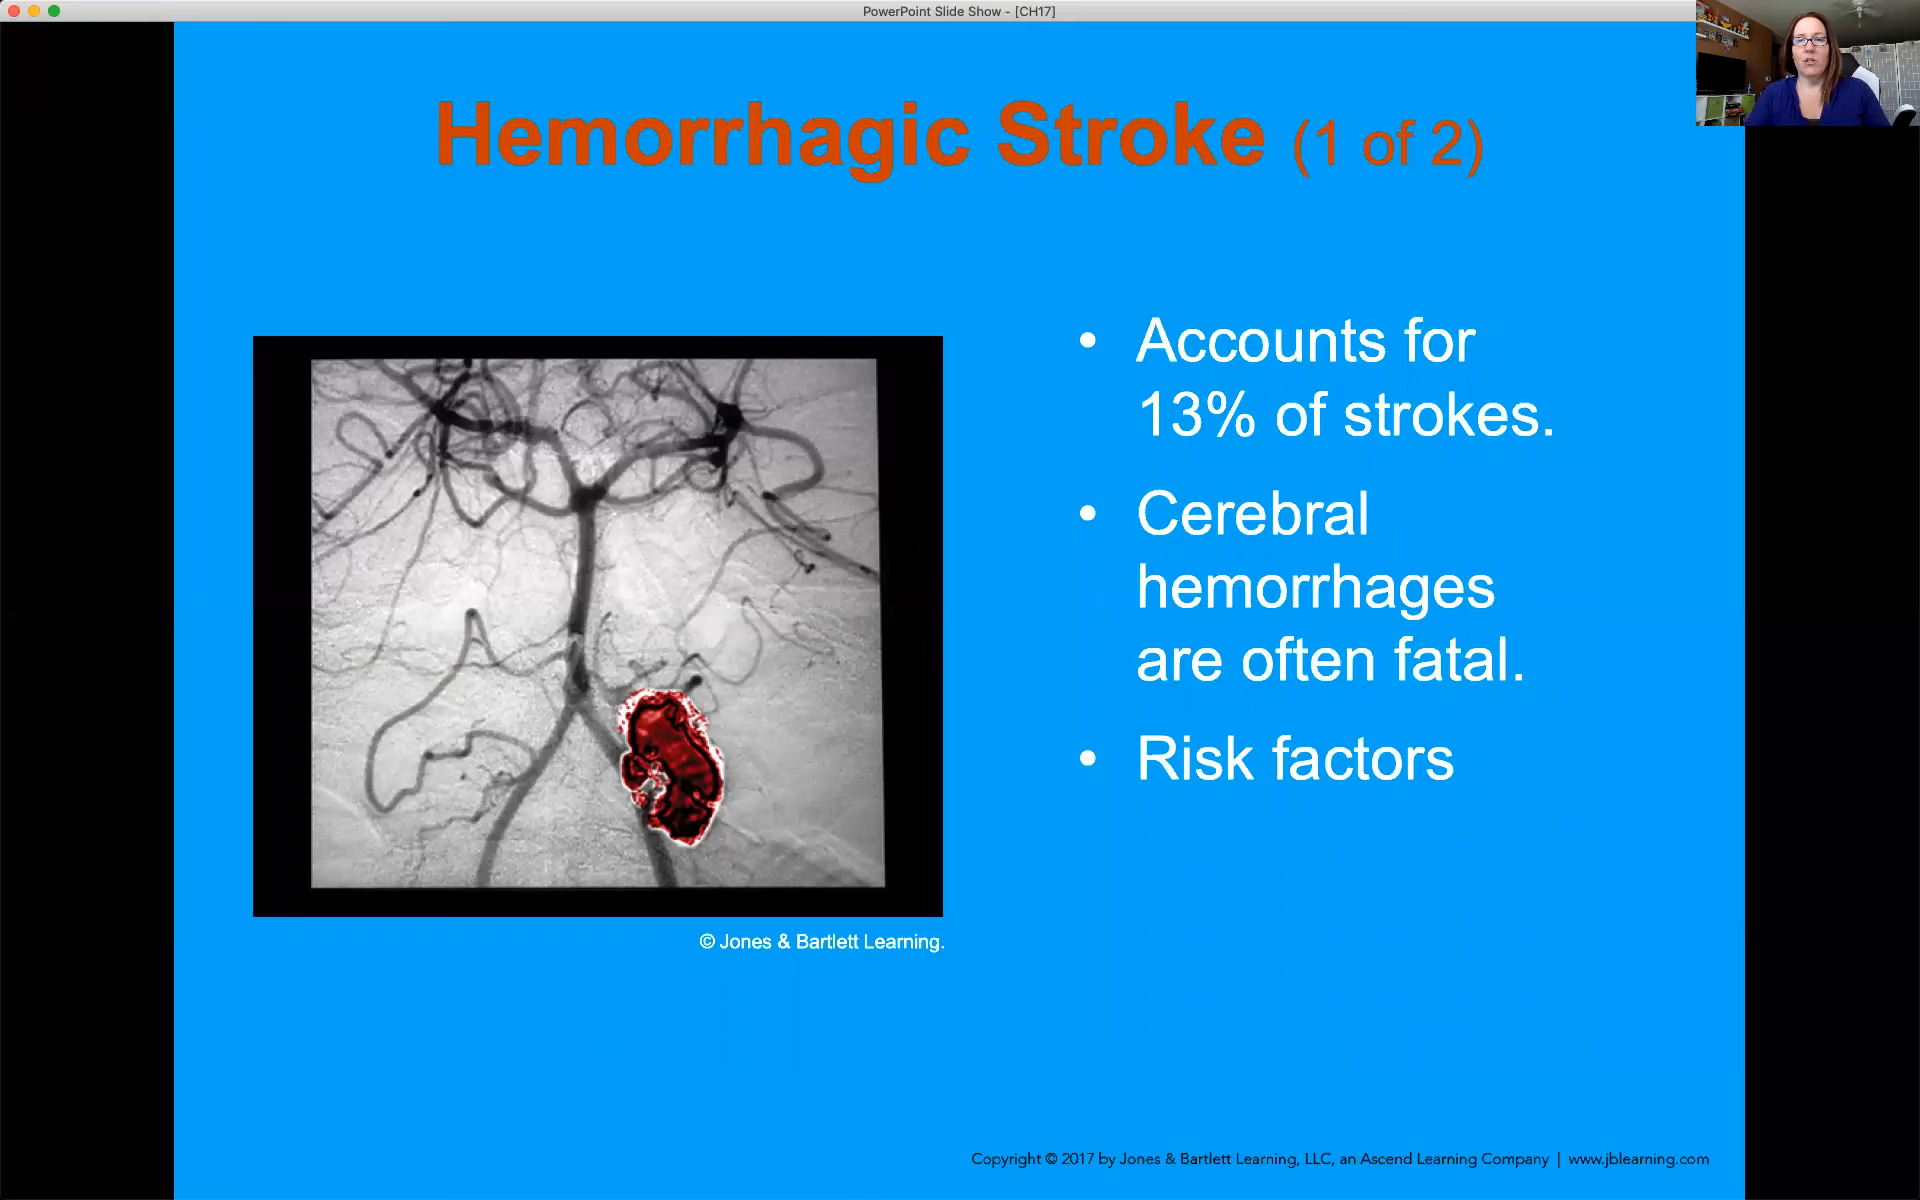 PowerPoint Slide Show - [CH17]
Hemorrhagic Stroke (1 of 2)
• Accounts for
13% of strokes.
• Cerebral
hemorrhages
are often fatal.
• Risk factors
© Jones & Bartlett Learning.
Copyright © 2017 by Jones & Bartlett Learning, LLC, an Ascend Learning Company | www.jblearning.com